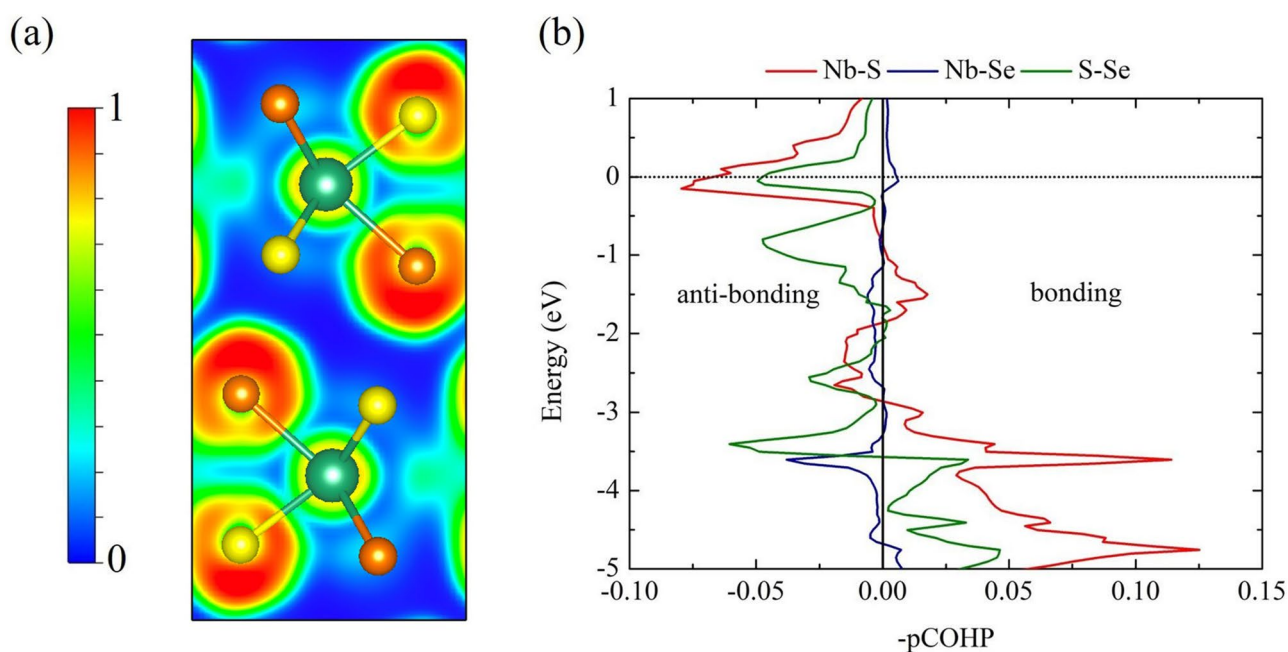 (a)
1
0
(b)
Nb-S Nb-Se S-Se
1
0
-1
-2
-3
-4
-5
Energy (eV)
anti-bonding bonding
-0.10 -0.05 0.00 0.05 0.10 0.15
-pCOHP